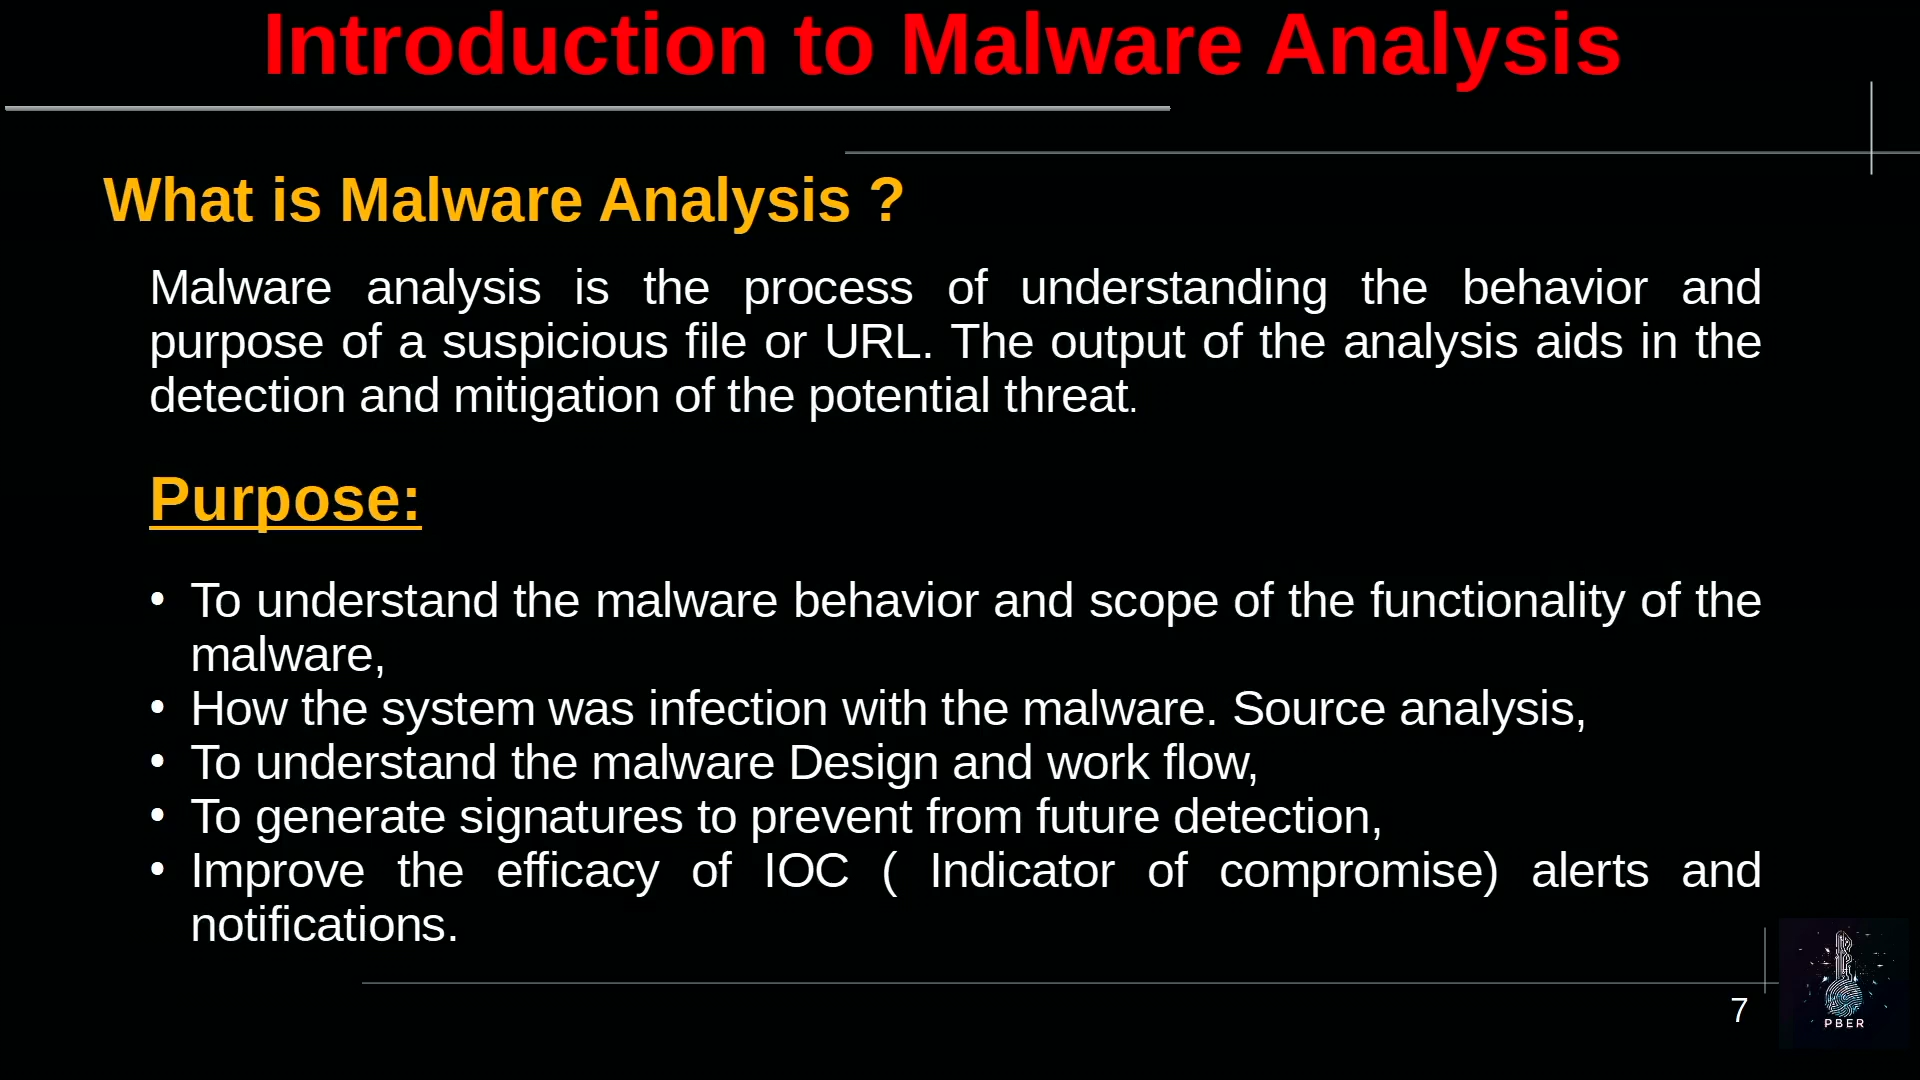 Introduction to Malware Analysis
What is Malware Analysis ?
Malware analysis is the process of understanding the behavior and
purpose of a suspicious file or URL. The output of the analysis aids in the
detection and mitigation of the potential threat.
Purpose:
• To understand the malware behavior and scope of the functionality of the
malware,
• How the system was infection with the malware. Source analysis,
• To understand the malware Design and work flow,
• To generate signatures to prevent from future detection,
• Improve the efficacy of IOC ( Indicator of compromise) alerts and
notifications.
7
PBER